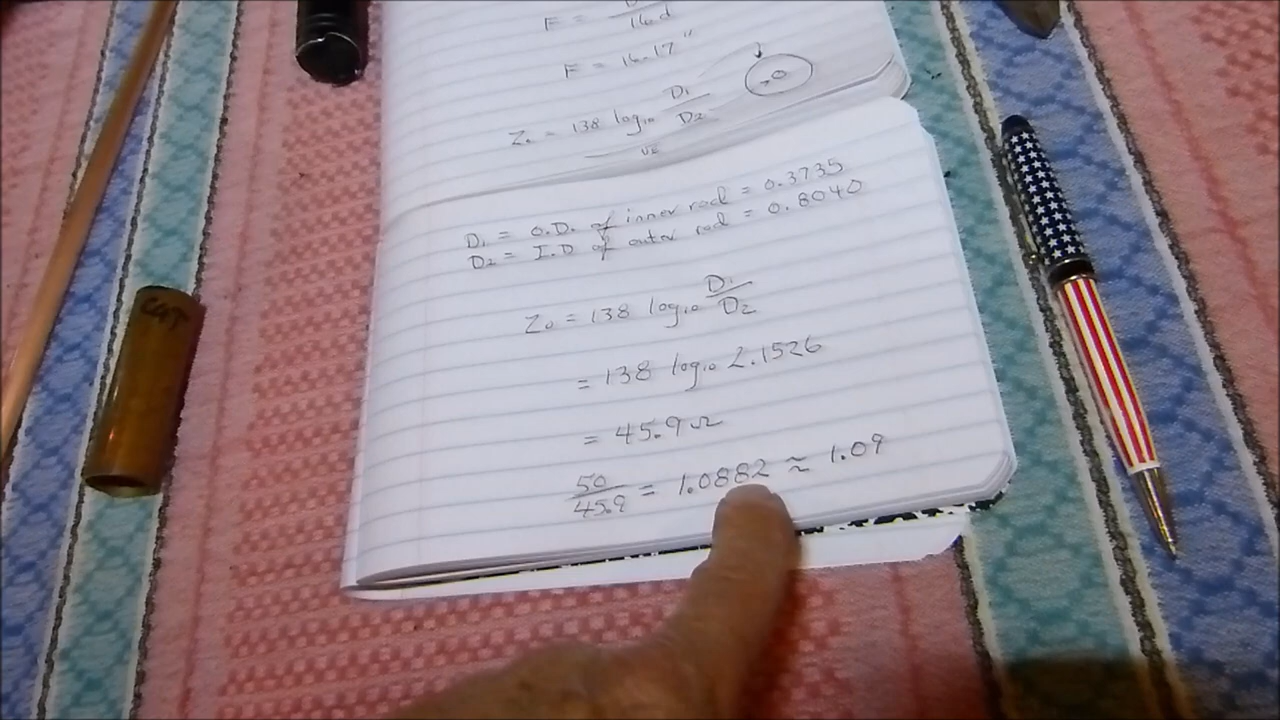 F = D / 16 d
F = 16.17"
Z₀ = 138 log₁₀ D₁ / D₂
D₁ = O.D. of inner rod = 0.3735
D₂ = I.D of outer rod = 0.8040
Z₀ = 138 log₁₀ D₁ / D₂
= 138 log₁₀ 2.1526
= 45.9 Ω
50 / 45.9 = 1.0882 ≈ 1.09